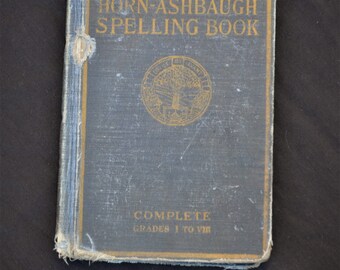 HORN-ASHBAUGH
SPELLING BOOK
COMPLETE
GRADES I TO VIII